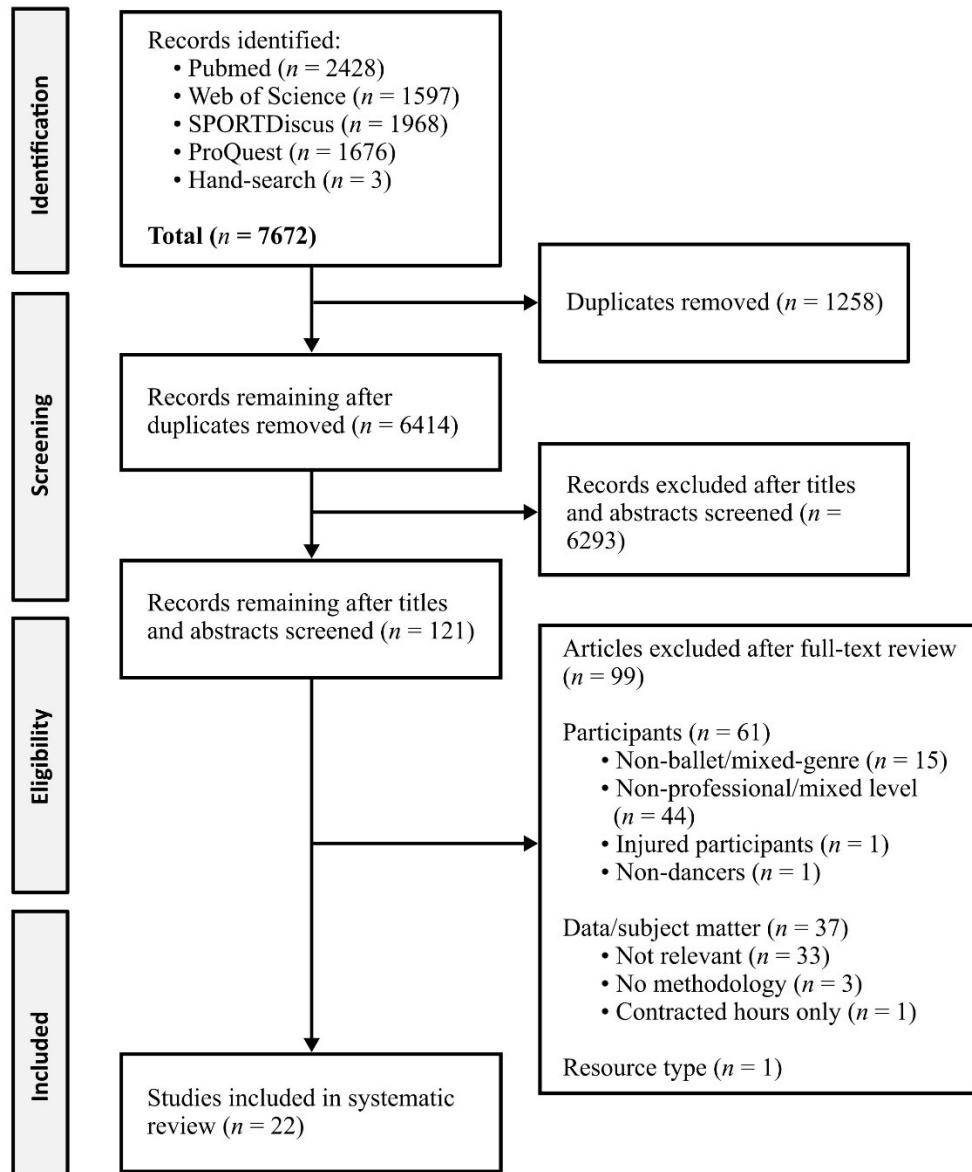 Identification
Records identified:
• Pubmed (n = 2428)
• Web of Science (n = 1597)
• SPORTDiscus (n = 1968)
• ProQuest (n = 1676)
• Hand-search (n = 3)
Total (n = 7672)
Duplicates removed (n = 1258)
Screening
Records remaining after
duplicates removed (n = 6414)
Records excluded after titles
and abstracts screened (n =
6293)
Records remaining after titles
and abstracts screened (n = 121)
Eligibility
Articles excluded after full-text review
(n = 99)
Participants (n = 61)
• Non-ballet/mixed-genre (n = 15)
• Non-professional/mixed level
(n = 44)
• Injured participants (n = 1)
• Non-dancers (n = 1)
Data/subject matter (n = 37)
• Not relevant (n = 33)
• No methodology (n = 3)
• Contracted hours only (n = 1)
Resource type (n = 1)
Included
Studies included in systematic
review (n = 22)